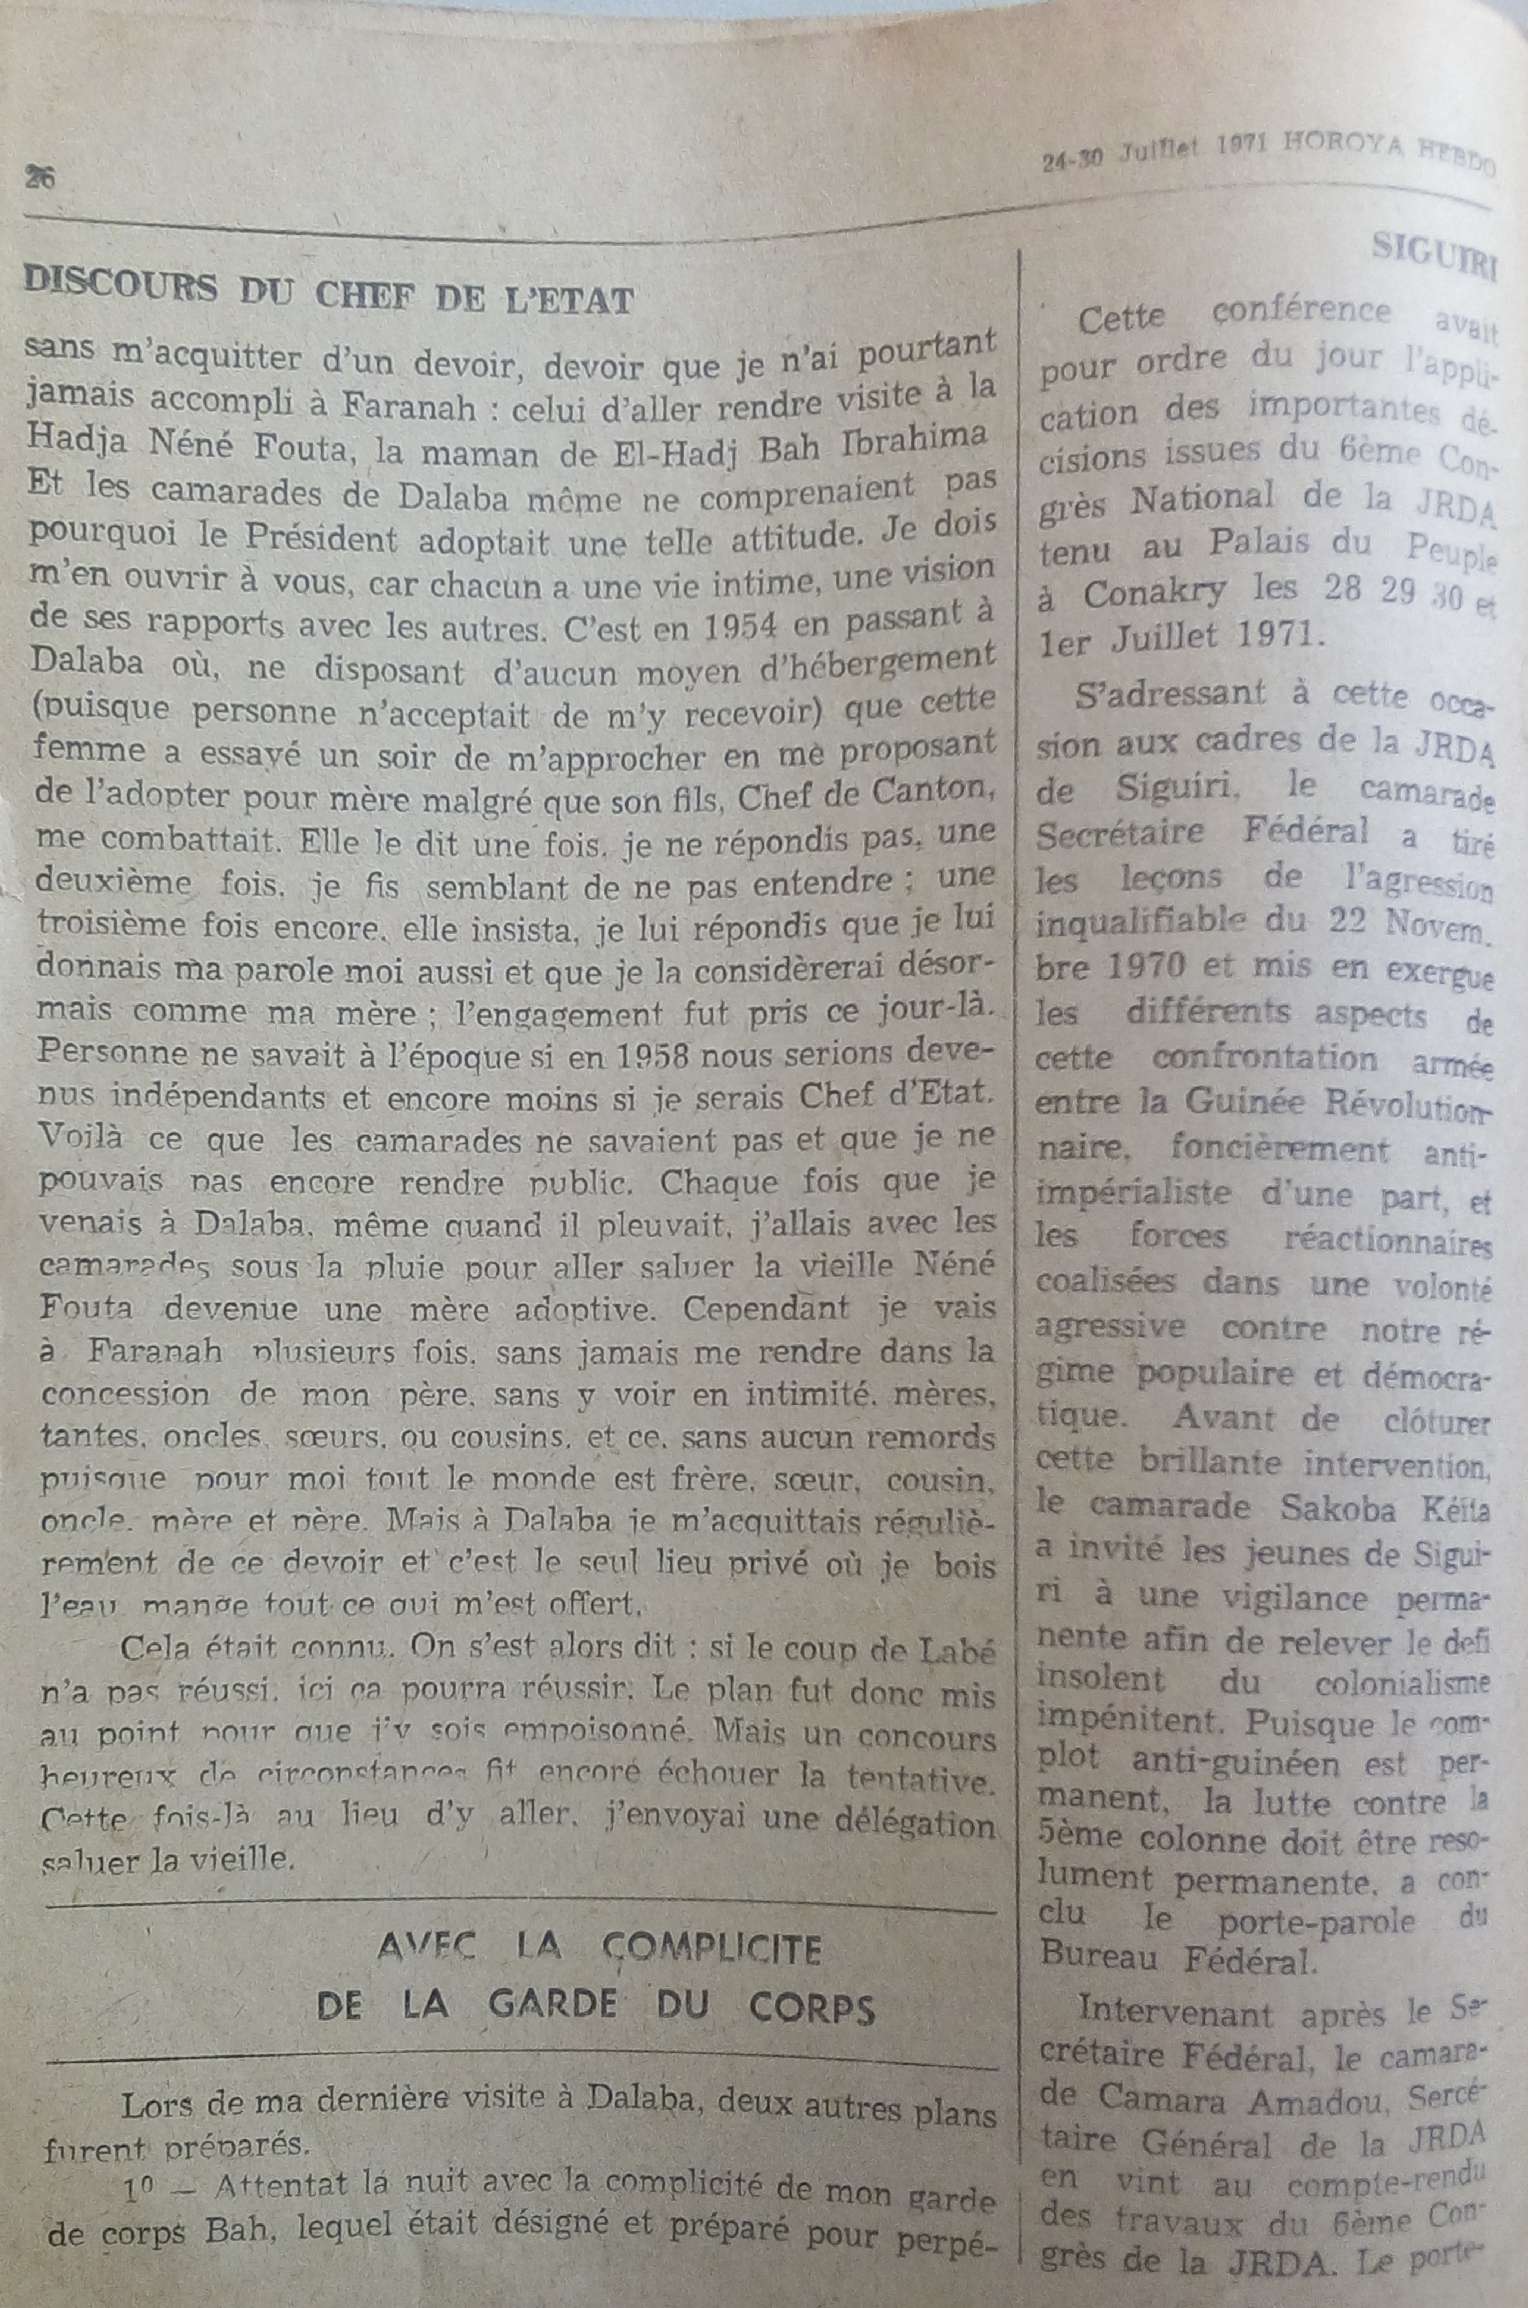 26
24-30 Juillet 1971 HOROYA HEBDO
DISCOURS DU CHEF DE L'ETAT
sans m'acquitter d'un devoir, devoir que je n'ai pourtant
jamais accompli à Faranah : celui d'aller rendre visite à la
Hadja Néné Fouta, la maman de El-Hadj Bah Ibrahima
Et les camarades de Dalaba même ne comprenaient pas
pourquoi le Président adoptait une telle attitude. Je dois
m'en ouvrir à vous, car chacun a une vie intime, une vision
de ses rapports avec les autres. C'est en 1954 en passant à
Dalaba où, ne disposant d'aucun moyen d'hébergement
(puisque personne n'acceptait de m'y recevoir) que cette
femme a essayé un soir de m'approcher en me proposant
de l'adopter pour mère malgré que son fils, Chef de Canton,
me combattait. Elle le dit une fois, je ne répondis pas, une
deuxième fois, je fis semblant de ne pas entendre ; une
troisième fois encore, elle insista, je lui répondis que je lui
donnais ma parole moi aussi et que je la considèrerai désor-
mais comme ma mère ; l'engagement fut pris ce jour-là.
Personne ne savait à l'époque si en 1958 nous serions deve-
nus indépendants et encore moins si je serais Chef d'Etat.
Voilà ce que les camarades ne savaient pas et que je ne
pouvais pas encore rendre public. Chaque fois que je
venais à Dalaba, même quand il pleuvait, j'allais avec les
camarades sous la pluie pour aller saluer la vieille Néné
Fouta devenue une mère adoptive. Cependant je vais
à Faranah plusieurs fois, sans jamais me rendre dans la
concession de mon père, sans y voir en intimité, mères,
tantes, oncles, sœurs, ou cousins, et ce, sans aucun remords
puisque pour moi tout le monde est frère, sœur, cousin,
oncle, mère et père. Mais à Dalaba je m'acquittais réguliè-
rement de ce devoir et c'est le seul lieu privé où je bois
l'eau, mange tout ce qui m'est offert.
Cela était connu. On s'est alors dit : si le coup de Labé
n'a pas réussi, ici ça pourra réussir. Le plan fut donc mis
au point pour que j'y sois empoisonné. Mais un concours
heureux de circonstances fit encore échouer la tentative.
Cette fois-là au lieu d'y aller, j'envoyai une délégation
saluer la vieille.
AVEC LA COMPLICITE
DE LA GARDE DU CORPS
Lors de ma dernière visite à Dalaba, deux autres plans
furent préparés.
1º — Attentat la nuit avec la complicité de mon garde
de corps Bah, lequel était désigné et préparé pour perpé-
SIGUIRI
Cette conférence avait
pour ordre du jour l'appli-
cation des importantes dé-
cisions issues du 6ème Con-
grès National de la JRDA
tenu au Palais du Peuple
à Conakry les 28 29 30 et
1er Juillet 1971.
S'adressant à cette occa-
sion aux cadres de la JRDA
de Siguiri, le camarade
Secrétaire Fédéral a tiré
les leçons de l'agression
inqualifiable du 22 Novem.
bre 1970 et mis en exergue
les différents aspects de
cette confrontation armée
entre la Guinée Révolution-
naire, foncièrement anti-
impérialiste d'une part, et
les forces réactionnaires
coalisées dans une volonté
agressive contre notre ré-
gime populaire et démocra-
tique. Avant de clôturer
cette brillante intervention,
le camarade Sakoba Kéita
a invité les jeunes de Sigui-
ri à une vigilance perma-
nente afin de relever le defi
insolent du colonialisme
impénitent. Puisque le com-
plot anti-guinéen est per-
manent, la lutte contre la
5ème colonne doit être reso-
lument permanente, a con-
clu le porte-parole du
Bureau Fédéral.
Intervenant après le Se-
crétaire Fédéral, le camara-
de Camara Amadou, Sercé-
taire Général de la JRDA
en vint au compte-rendu
des travaux du 6ème Con-
grès de la JRDA. Le porte-